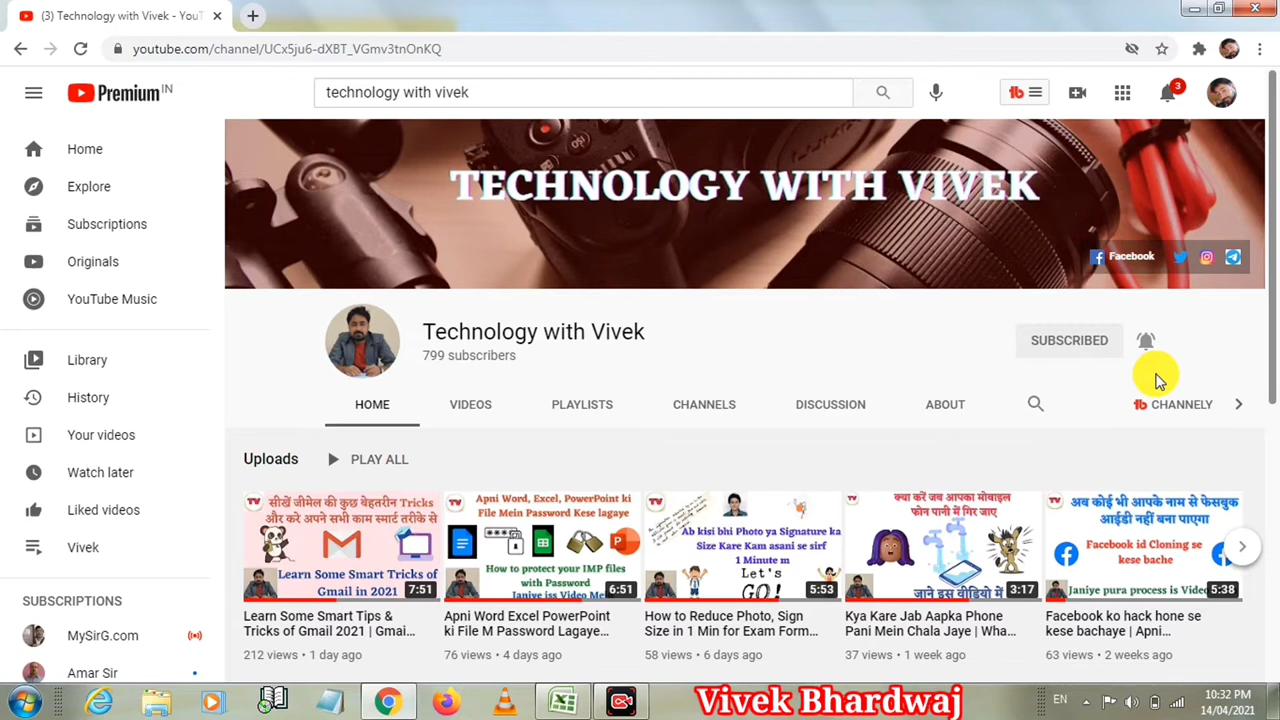 (3) Technology with Vivek - YouT
youtube.com/channel/UCx5ju6-dXBT_VGmv3tnOnKQ
Premium IN
technology with vivek
3
Home
Explore
Subscriptions
Originals
YouTube Music
Library
History
Your videos
Watch later
Liked videos
Vivek
SUBSCRIPTIONS
MySirG.com
Amar Sir
TECHNOLOGY WITH VIVEK
Facebook
Technology with Vivek
799 subscribers
SUBSCRIBED
HOME VIDEOS PLAYLISTS CHANNELS DISCUSSION ABOUT CHANNELY
Uploads PLAY ALL
सीखें जीमेल की कुछ बेहतरीन Tricks
और करे अपने सभी काम स्मार्ट तरीके से
Learn Some Smart Tricks of
Gmail in 2021
7:51
Learn Some Smart Tips &
Tricks of Gmail 2021 | Gmai...
212 views • 1 day ago
Apni Word, Excel, PowerPoint ki
File Mein Password Kese lagaye
How to protect your IMP files
with Password
Janiye iss Video Me
6:51
Apni Word Excel PowerPoint
ki File M Password Lagaye...
76 views • 4 days ago
Ab kisi bhi Photo ya Signature ka
Size Kare Kam asani se sirf
1 Minute m
Let's
GO!
5:53
How to Reduce Photo, Sign
Size in 1 Min for Exam Form...
58 views • 6 days ago
क्या करें जब आपका मोबाइल
फोन पानी में गिर जाए
जाने इस वीडियो में
3:17
Kya Kare Jab Aapka Phone
Pani Mein Chala Jaye | Wha...
37 views • 1 week ago
अब कोई भी आपके नाम से फेसबुक
आईडी नहीं बना पाएगा
Facebook id Cloning se
kese bache
Janiye pura process is Video
5:38
Facebook ko hack hone se
kese bachaye | Apni...
63 views • 2 weeks ago
Vivek Bhardwaj
EN
10:32 PM
14/04/2021